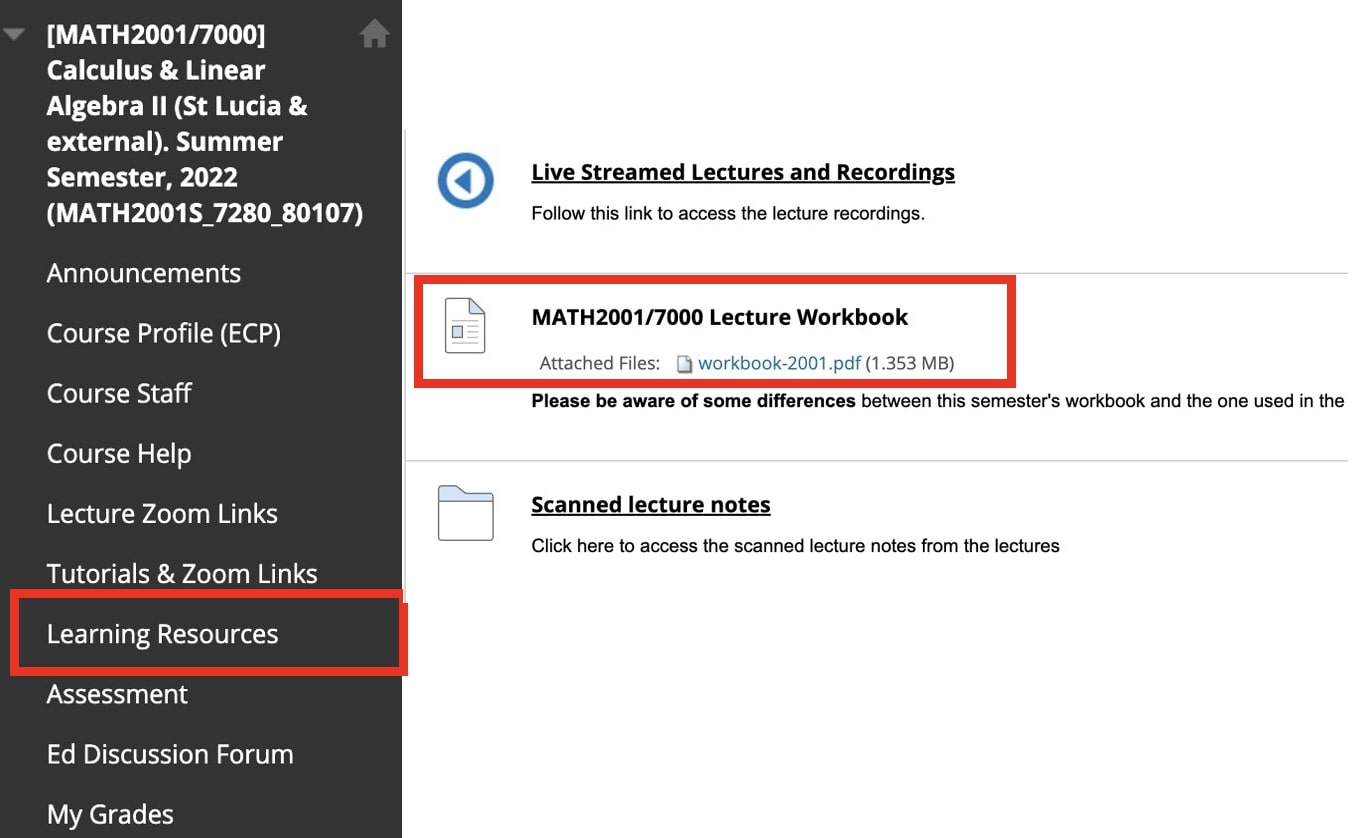 [MATH2001/7000]
Calculus & Linear
Algebra II (St Lucia &
external). Summer
Semester, 2022
(MATH2001S_7280_80107)
Announcements
Course Profile (ECP)
Course Staff
Course Help
Lecture Zoom Links
Tutorials & Zoom Links
Learning Resources
Assessment
Ed Discussion Forum
My Grades
Live Streamed Lectures and Recordings
Follow this link to access the lecture recordings.
MATH2001/7000 Lecture Workbook
Attached Files: workbook-2001.pdf (1.353 MB)
Please be aware of some differences between this semester's workbook and the one used in the
Scanned lecture notes
Click here to access the scanned lecture notes from the lectures